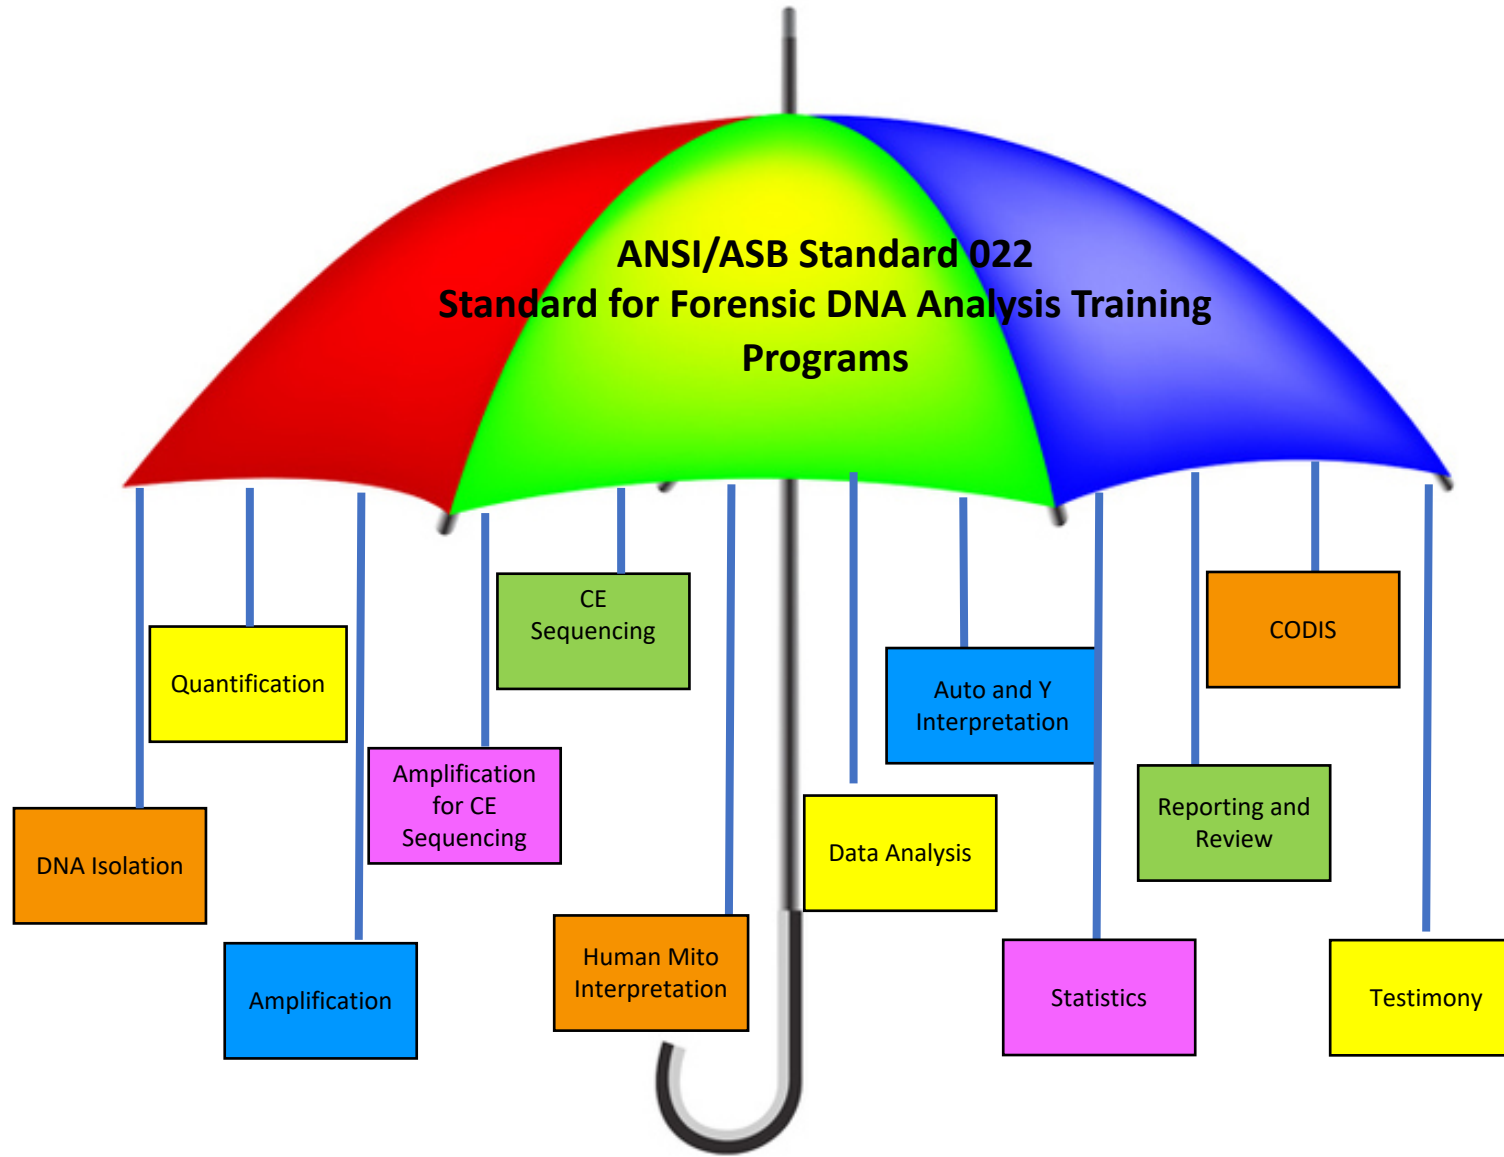 ANSI/ASB Standard 022
Standard for Forensic DNA Analysis Training
Programs
CE
Sequencing
CODIS
Quantification
Auto and Y
Interpretation
Amplification
for CE
Sequencing
Reporting and
Review
DNA Isolation
Data Analysis
Human Mito
Interpretation
Amplification
Statistics
Testimony